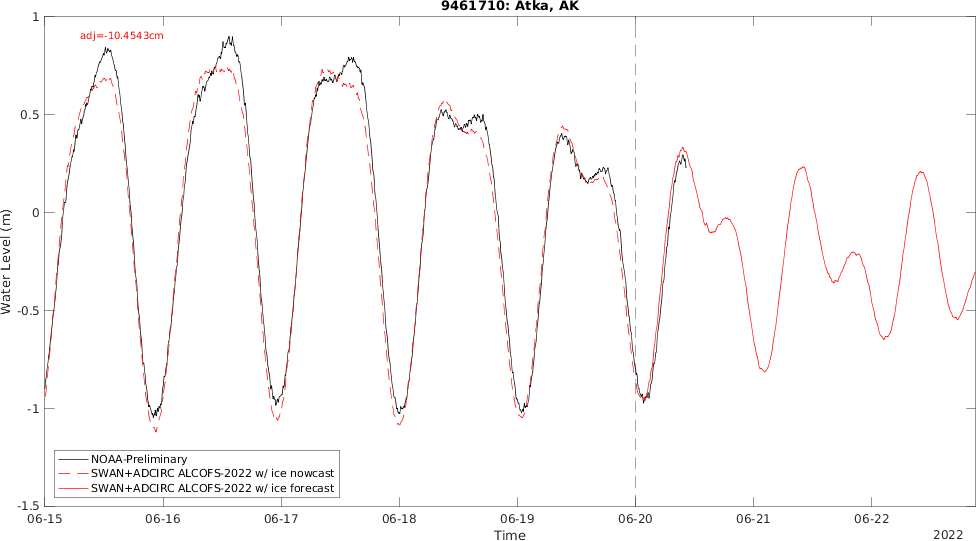 9461710: Atka, AK
adj=-10.4543cm
1
0.5
0
-0.5
-1
-1.5
Water Level (m)
NOAA-Preliminary
SWAN+ADCIRC ALCOFS-2022 w/ ice nowcast
SWAN+ADCIRC ALCOFS-2022 w/ ice forecast
06-15 06-16 06-17 06-18 06-19 06-20 06-21 06-22
Time
2022